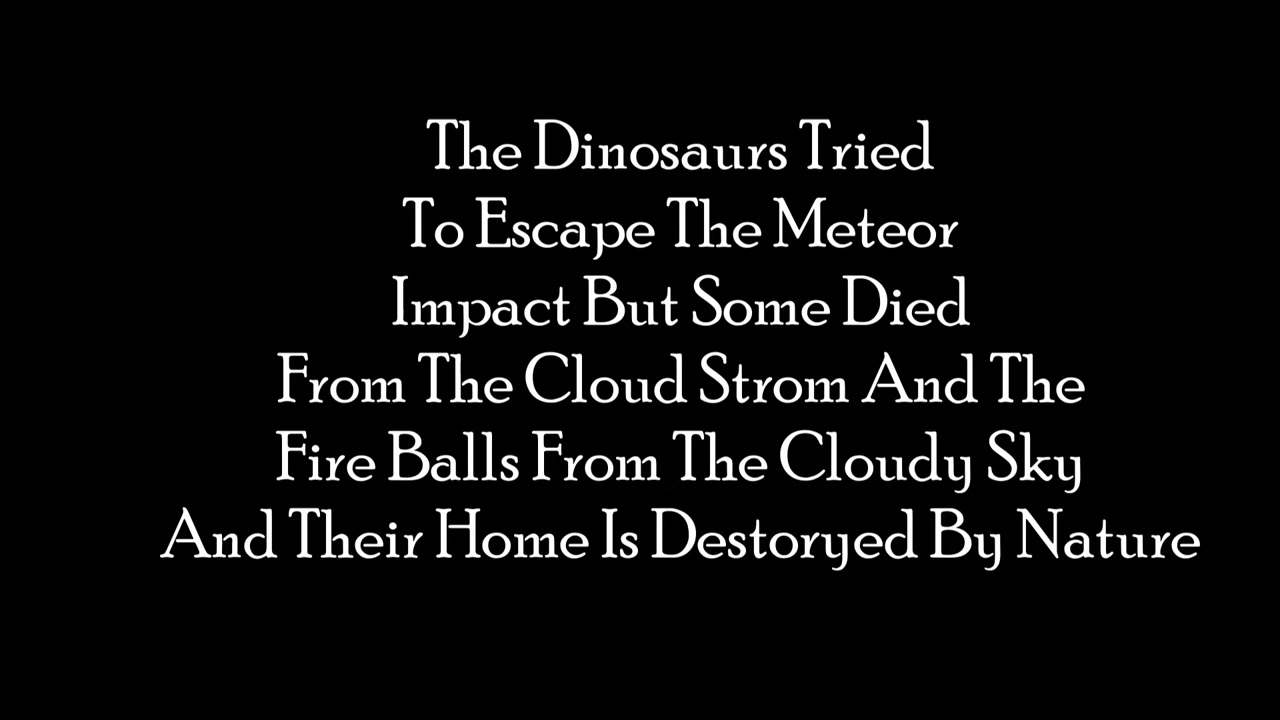 The Dinosaurs Tried
To Escape The Meteor
Impact But Some Died
From The Cloud Strom And The
Fire Balls From The Cloudy Sky
And Their Home Is Destoryed By Nature